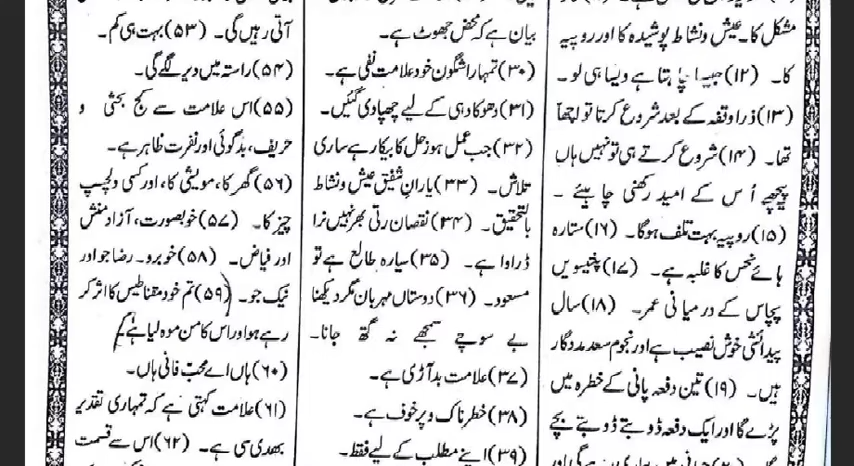 مشکل کا۔ عیش و نشاط پوشیدہ کا اور روپیہ
کا۔ (۱۲) جیسا چاہتا ہے ویسا ہی لو۔
(۱۳) ذرا وقفہ کے بعد شروع کرتا تو اچھا
تھا۔ (۱۴) شروع کرتے ہی تو نہیں ہاں
پیچھے اُس کے امید رکھنی چاہیئے۔
(۱۵) روپیہ بہت تلف ہوگا۔ (۱۶) ستارہ
ہائے نحس کا غلبہ ہے۔ (۱۷) پچیسویں
پچاس کے درمیانی عمر۔ (۱۸) سال
پیدائشی خوش نصیب ہے اور نجوم سعد مددگار
ہیں۔ (۱۹) تین دفعہ پانی کے خطرہ میں
پڑے گا اور ایک دفعہ ڈوبتے ڈوبتے بچے
بیان ہے کہ محض جھوٹ ہے۔
(۳۰) تمہارا شگون خود علامت نفی ہے۔
(۳۱) دھوکا دہی کے لیے چھپا دی گئیں۔
(۳۲) جب عمل ہو زحل کا بیکار ہے ساری
تلاش۔ (۳۳) یارانِ شفیق عیش و نشاط
بالتحقیق۔ (۳۴) نقصان رتی بھر نہیں نرا
ڈراوا ہے۔ (۳۵) سیارہ طالع ہے تو
مسعود۔ (۳۶) دوستاں مہرباں مگر دیکھنا
بے سوچے سمجھے نہ گتھ جانا۔
(۳۷) علامت بد آڑی ہے۔
(۳۸) خطرناک و پرخوف ہے۔
(۳۹) اپنے مطلب کے لیے فقط۔
آتی رہیں گی۔ (۵۳) بہت ہی کم۔
(۵۴) راستہ میں دیر لگے گی۔
(۵۵) اس علامت سے کج بحثی و
حریف، بدگوئی اور نفرت ظاہر ہے۔
(۵۶) گھر کا، مویشی کا، اور کسی دلچسپ
چیز کا۔ (۵۷) خوبصورت، آزاد منش
اور فیاض۔ (۵۸) خوبرو۔ رضا جو اور
نیک جو۔ (۵۹) تم خود مقناطیس کا اثر کر
رہے ہو اور اس کا من موہ لیا ہے
(۶۰) ہاں اے محبّ فانی ہاں۔
(۶۱) علامت کہتی ہے کہ تمہاری تقدیر
بھدی سی ہے۔ (۶۲) اس سے قسمت